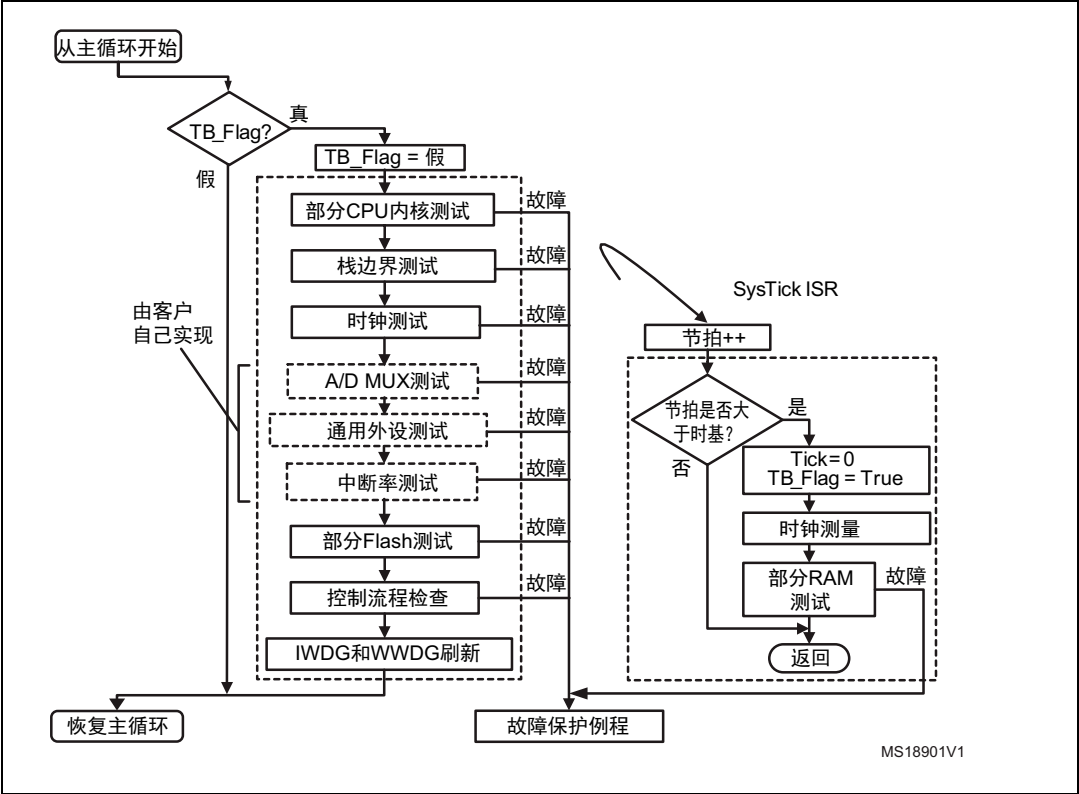 从主循环开始
TB_Flag?
真
假
TB_Flag = 假
部分CPU内核测试
故障
栈边界测试
故障
时钟测试
故障
由客户
自己实现
A/D MUX测试
故障
通用外设测试
故障
中断率测试
故障
部分Flash测试
故障
控制流程检查
故障
IWDG和WWDG刷新
恢复主循环
故障保护例程
SysTick ISR
节拍++
节拍是否大
于时基?
是
否
Tick=0
TB_Flag = True
时钟测量
部分RAM
测试
故障
返回
MS18901V1